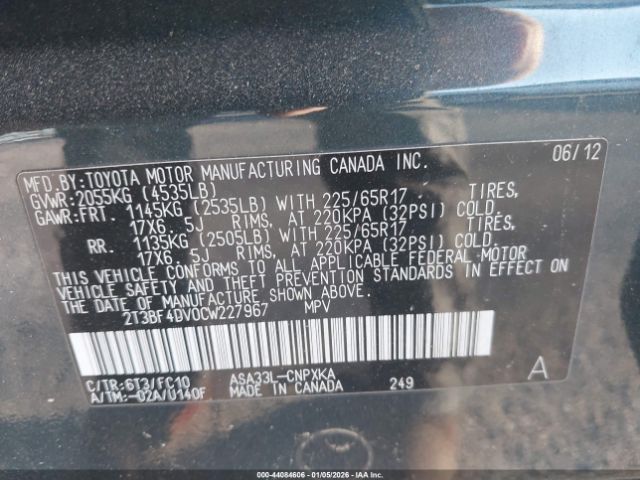 MFD.BY:TOYOTA MOTOR MANUFACTURING CANADA INC. 06/12
GVWR:2055KG (4535LB)
GAWR:FRT. 1145KG (2535LB) WITH 225/65R17 TIRES,
17X6.5J RIMS, AT 220KPA (32PSI) COLD.
RR. 1135KG (2505LB) WITH 225/65R17 TIRES,
17X6.5J RIMS, AT 220KPA (32PSI) COLD.
THIS VEHICLE CONFORMS TO ALL APPLICABLE FEDERAL MOTOR
VEHICLE SAFETY AND THEFT PREVENTION STANDARDS IN EFFECT ON
THE DATE OF MANUFACTURE SHOWN ABOVE.
2T3BF4DV0CW227967 MPV
A
C/TR:6T3/FC10 ASA33L-CNPXKA
A/TM:-02A/U140F MADE IN CANADA 249
000-44084606 - 01/05/2026 - IAA Inc.